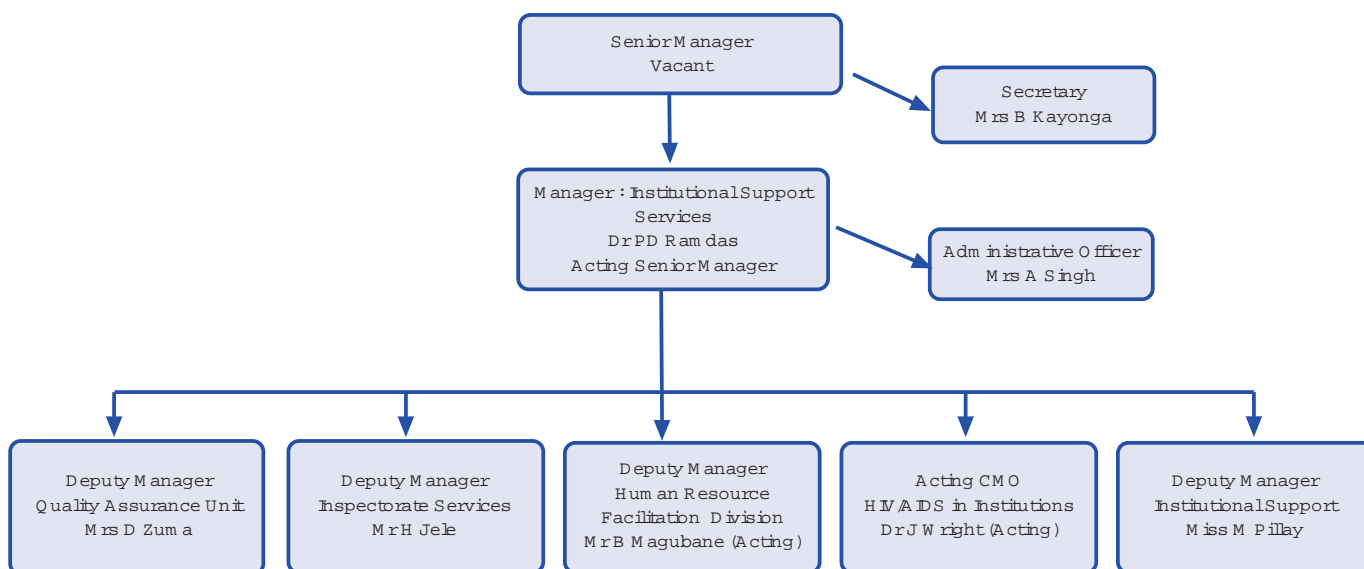 Senior Manager
Vacant
Secretary
Mrs B Kayonga
Manager : Institutional Support
Services
Dr PD Ramdas
Acting Senior Manager
Administrative Officer
Mrs A Singh
Deputy Manager
Quality Assurance Unit
Mrs D Zuma
Deputy Manager
Inspectorate Services
Mr H Jele
Deputy Manager
Human Resource
Facilitation Division
Mr B Magubane (Acting)
Acting CMO
HIV/AIDS in Institutions
Dr J Wright (Acting)
Deputy Manager
Institutional Support
Miss M Pillay